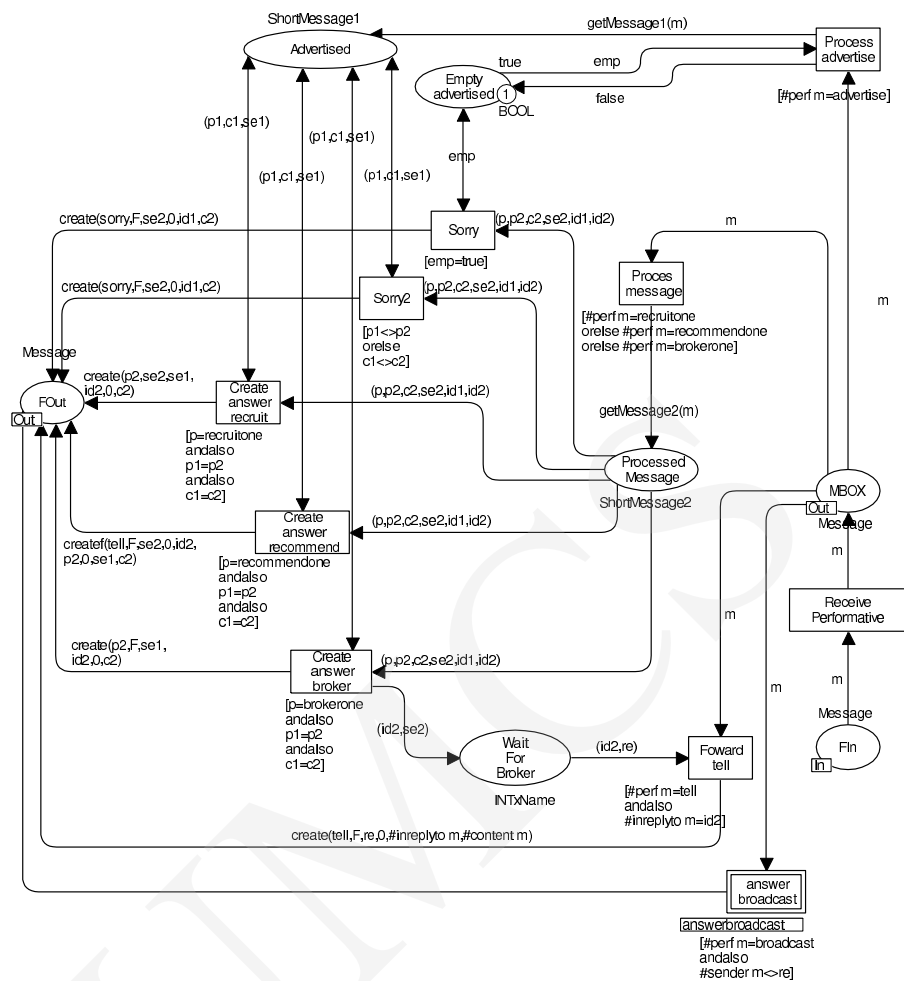 ShortMessage1
Advertised
getMessage1(m)
Process
advertise
[#perf m=advertise]
true
emp
Empty
advertised
1
BOOL
false
(p1,c1,se1)
(p1,c1,se1)
(p1,c1,se1)
emp
create(sorry,F,se2,0,id1,c2)
Sorry
(p,p2,c2,se2,id1,id2)
[emp=true]
m
Proces
message
[#perf m=recruitone
orelse #perf m=recommendone
orelse #perf m=brokerone]
m
create(sorry,F,se2,0,id1,c2)
Sorry2
(p,p2,c2,se2,id1,id2)
[p1<>p2
orelse
c1<>c2]
Message
FOut
Out
create(p2,se2,se1,
id2,0,c2)
Create
answer
recruit
(p,p2,c2,se2,id1,id2)
[p=recruitone
andalso
p1=p2
andalso
c1=c2]
getMessage2(m)
Processed
Message
ShortMessage2
MBOX
Out
Message
m
createf(tell,F,se2,0,id2,
p2,0,se1,c2)
Create
answer
recommend
(p,p2,c2,se2,id1,id2)
[p=recommendone
andalso
p1=p2
andalso
c1=c2]
Receive
Performative
m
m
m
create(p2,F,se1,
id2,0,c2)
Create
answer
broker
(p,p2,c2,se2,id1,id2)
[p=brokerone
andalso
p1=p2
andalso
c1=c2]
(id2,se2)
Wait
For
Broker
INTxName
(id2,re)
Foward
tell
[#perf m=tell
andalso
#inreplyto m=id2]
Message
FIn
In
create(tell,F,re,0,#inreplyto m,#content m)
answer
broadcast
answerbroadcast
[#perf m=broadcast
andalso
#sender m<>re]
UMCS